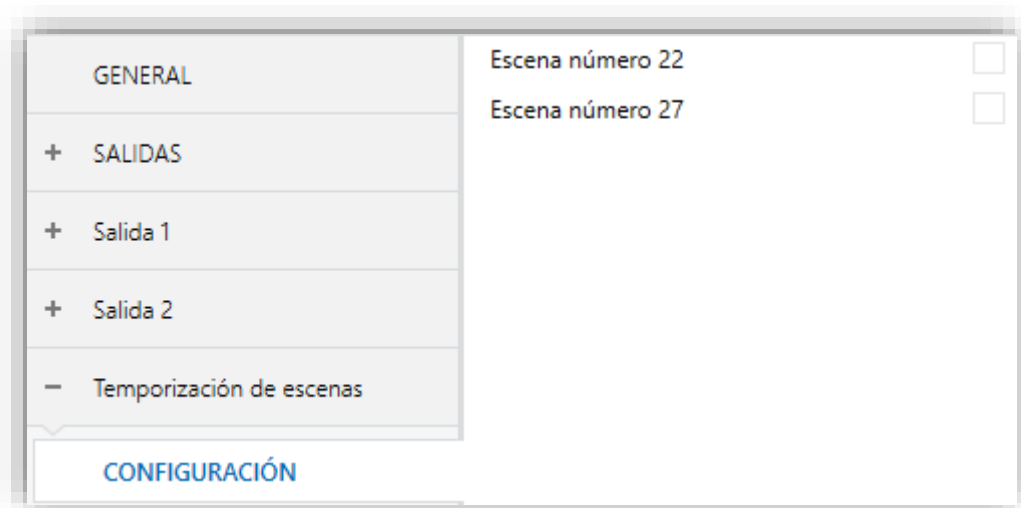 GENERAL
+ SALIDAS
+ Salida 1
+ Salida 2
− Temporización de escenas
CONFIGURACIÓN
Escena número 22
Escena número 27